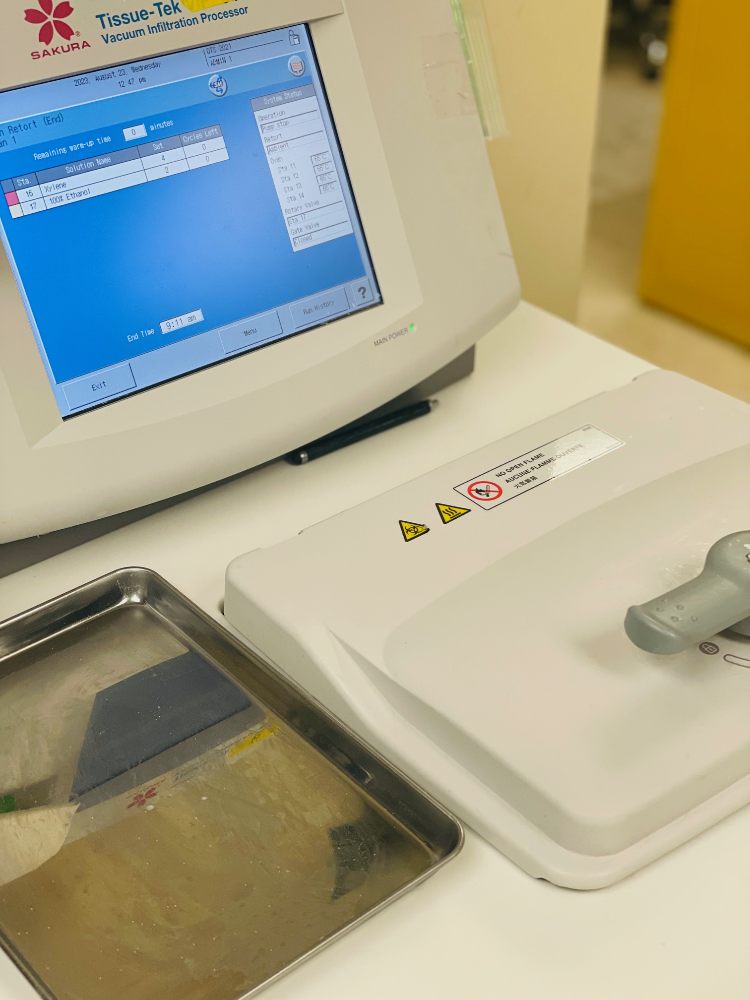 SAKURA ®
Tissue-Tek
Vacuum Infiltration Processor
2023, August 23, Wednesday
12:47 pm
OTS 2021
ADMIN 1
SM
Retort (End)
1
Remaining warm-up time 0 minutes
Sta. Solution Name Set Cycles Left
16 Xylene 4 0
17 100% Ethanol 2 0
System Status
Operation
Pump stop
Retort
Ambient
Oven
Sta. 11 65°C
Sta. 12 65°C
Sta. 13 65°C
Sta. 14 65°C
Rotary Valve
Sta. 17
Gate Valve
Closed
End Time 9:11 am
Exit
Menu
Run History
?
MAIN POWER
NO OPEN FLAME
AUCUNE FLAMME OUVERTE
火気厳禁